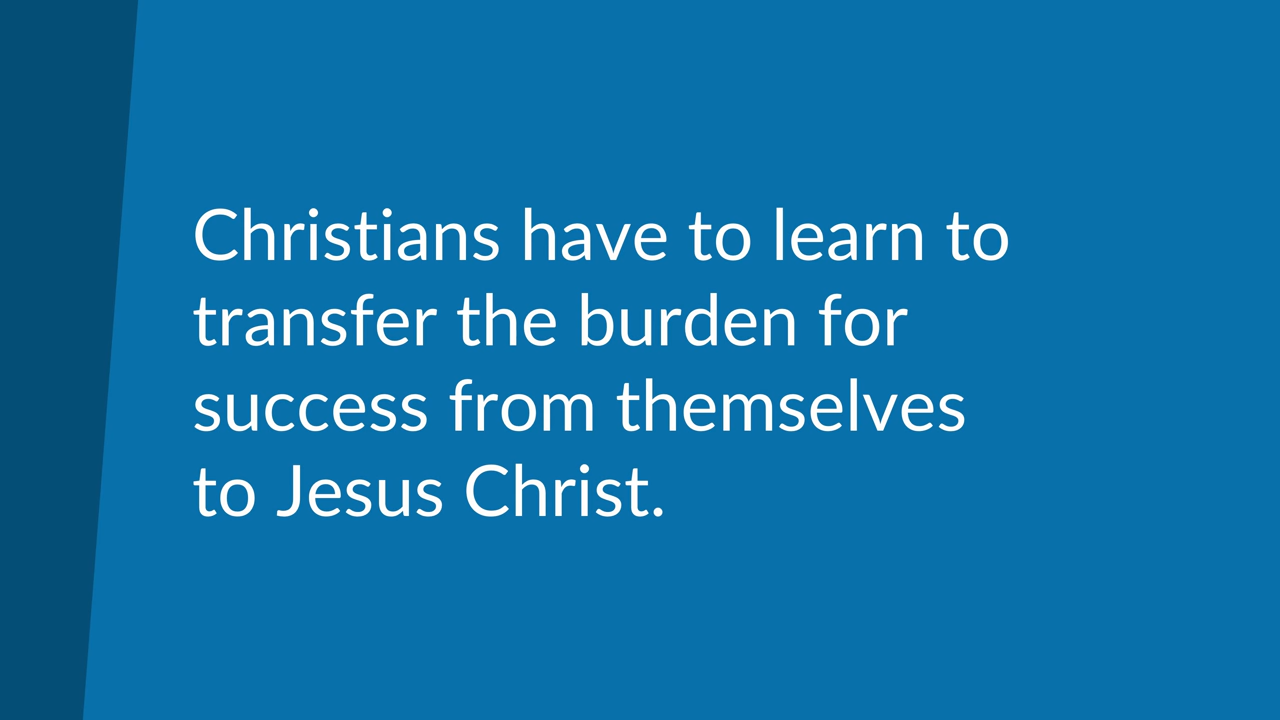 Christians have to learn to
transfer the burden for
success from themselves
to Jesus Christ.